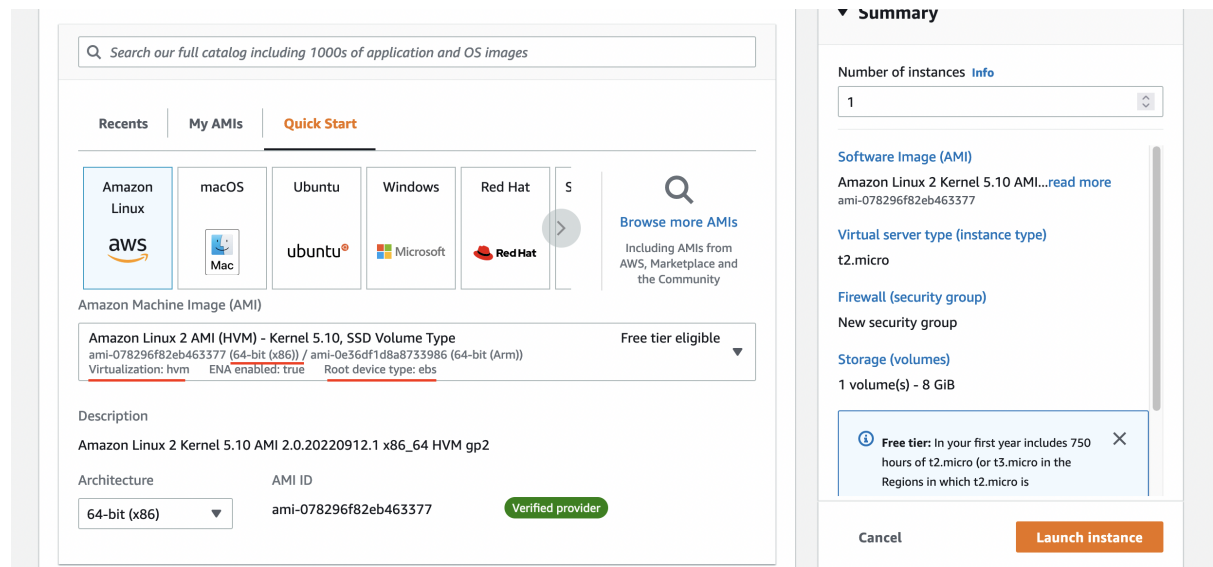 Search our full catalog including 1000s of application and OS images
Recents
My AMIs
Quick Start
Amazon
Linux
aws
macOS
Mac
Ubuntu
ubuntu
Windows
Microsoft
Red Hat
Red Hat
S
Browse more AMIs
Including AMIs from
AWS, Marketplace and
the Community
Amazon Machine Image (AMI)
Amazon Linux 2 AMI (HVM) - Kernel 5.10, SSD Volume Type
Free tier eligible
ami-078296f82eb463377 (64-bit (x86)) / ami-0e36df1d8a8733986 (64-bit (Arm))
Virtualization: hvm ENA enabled: true Root device type: ebs
Description
Amazon Linux 2 Kernel 5.10 AMI 2.0.20220912.1 x86_64 HVM gp2
Architecture
AMI ID
64-bit (x86)
ami-078296f82eb463377
Verified provider
Summary
Number of instances Info
1
Software Image (AMI)
Amazon Linux 2 Kernel 5.10 AMI...read more
ami-078296f82eb463377
Virtual server type (instance type)
t2.micro
Firewall (security group)
New security group
Storage (volumes)
1 volume(s) - 8 GiB
Free tier: In your first year includes 750
hours of t2.micro (or t3.micro in the
Regions in which t2.micro is
Cancel
Launch instance